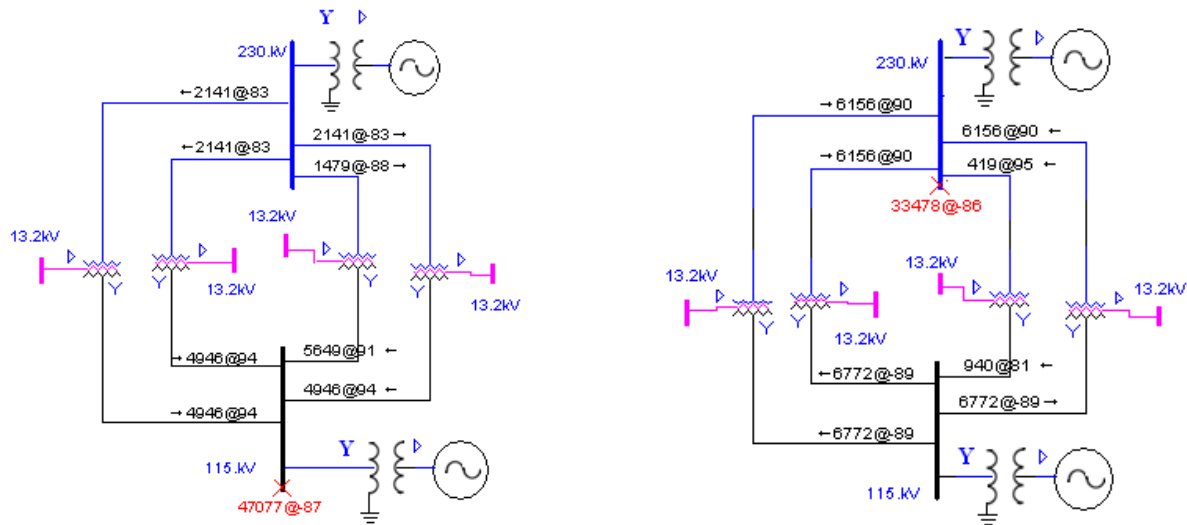 Y
230.kV
←2141@-83
←2141@-83
2141@-83→
1479@-88→
13.2kV
13.2kV
Y
Y
Y
Y
13.2kV
13.2kV
→4946@94
5649@91←
4946@94←
→4946@94
Y
115.kV
47077@-87
Y
230.kV
→6156@90
6156@90←
→6156@90
419@95←
33478@-86
13.2kV
13.2kV
13.2kV
Y
Y
Y
Y
13.2kV
←6772@-89
940@81←
6772@-89→
←6772@-89
Y
115.kV